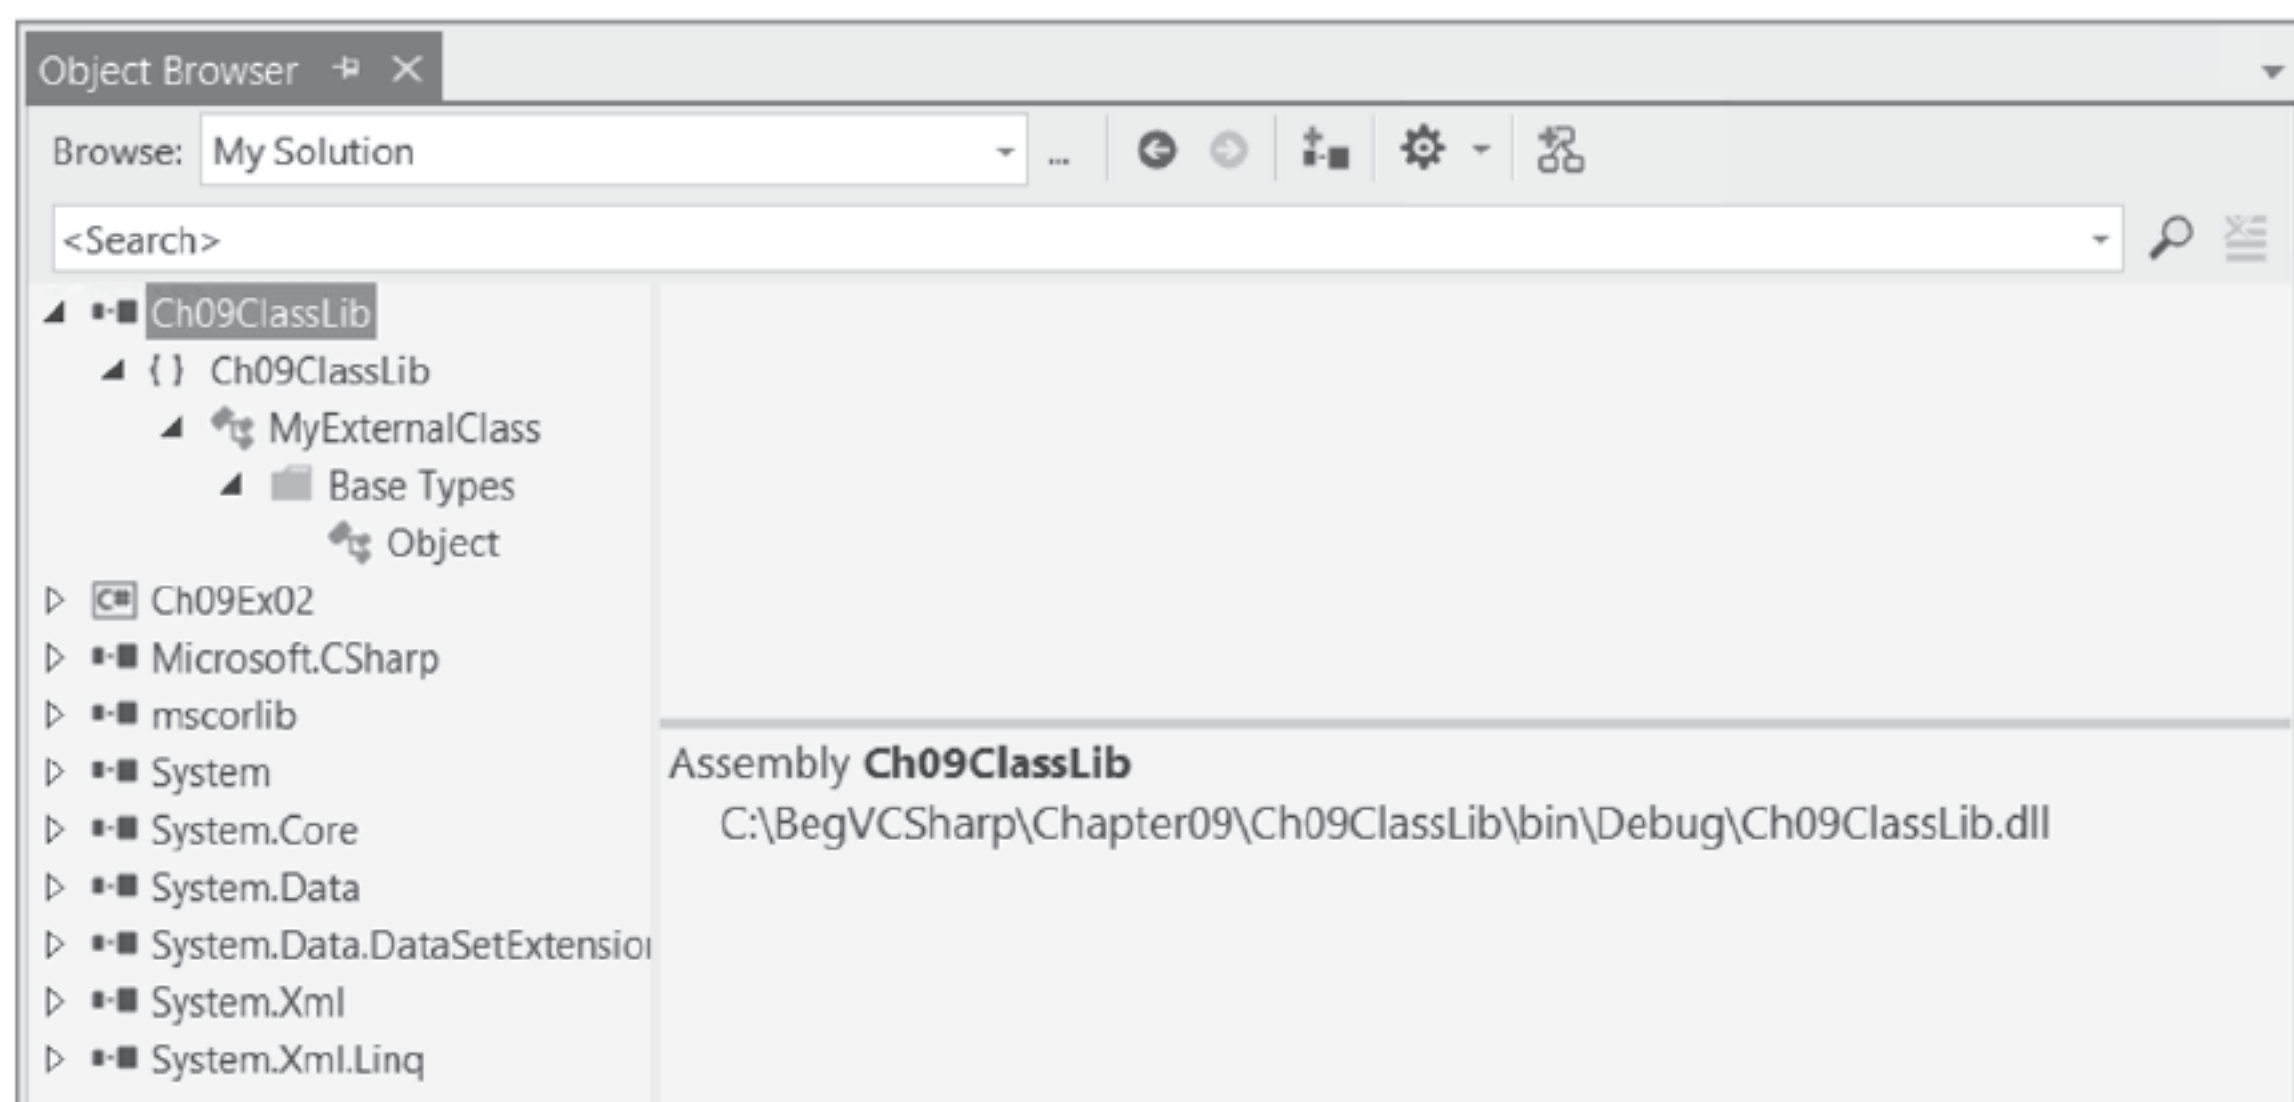 Object Browser
Browse: My Solution ...
<Search>
Ch09ClassLib
{ } Ch09ClassLib
MyExternalClass
Base Types
Object
C# Ch09Ex02
Microsoft.CSharp
mscorlib
System
System.Core
System.Data
System.Data.DataSetExtension
System.Xml
System.Xml.Linq
Assembly Ch09ClassLib
C:\BegVCSharp\Chapter09\Ch09ClassLib\bin\Debug\Ch09ClassLib.dll